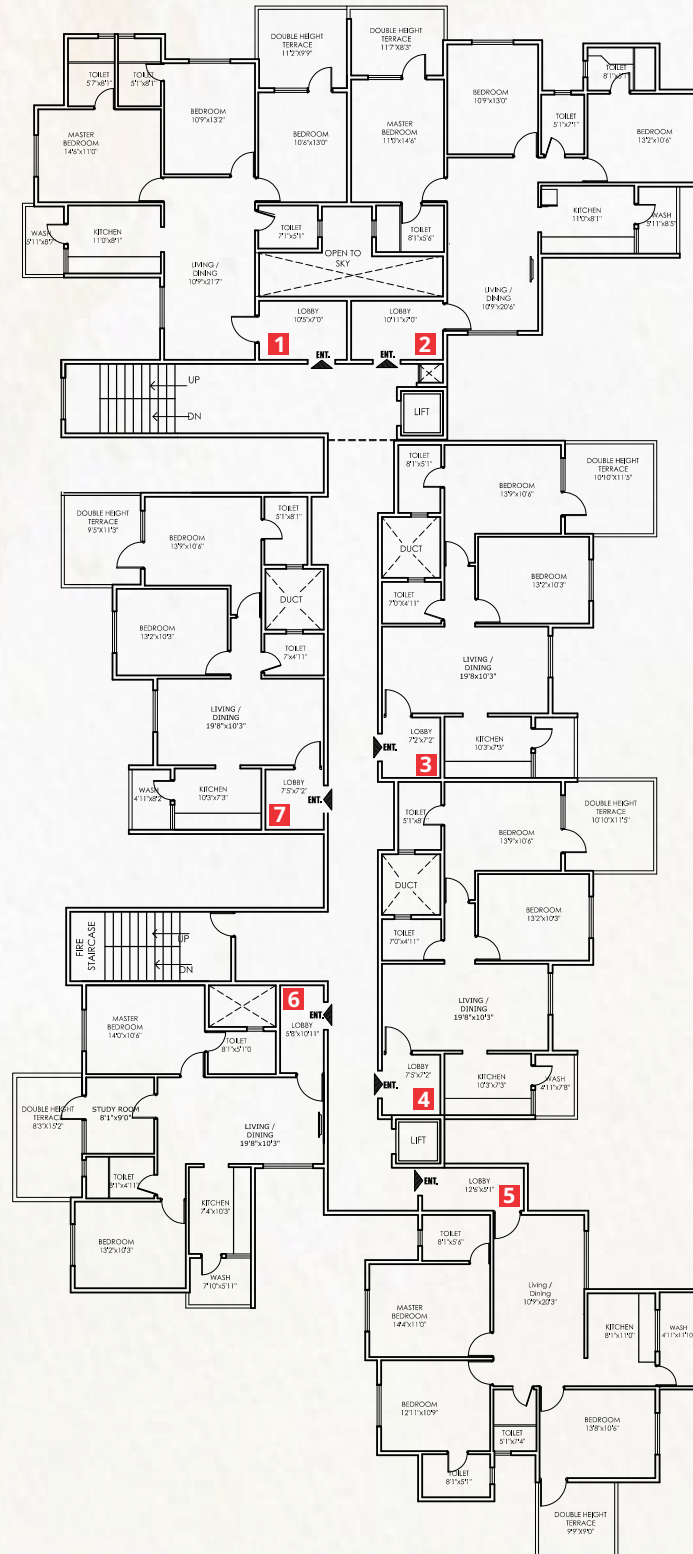 DOUBLE HEIGHT
TERRACE
11'2"X9'9"
DOUBLE HEIGHT
TERRACE
11'7"X8'3"
TOILET
5'7"x8'1"
TOILET
5'1"x8'1"
BEDROOM
10'9"x13'2"
BEDROOM
10'9"x13'0"
TOILET
8'1"x5'1"
MASTER
BEDROOM
14'6"x11'0"
BEDROOM
10'6"x13'0"
MASTER
BEDROOM
11'0"x14'6"
TOILET
5'1"x7'1"
BEDROOM
13'2"x10'6"
WASH
5'11"x8'7"
KITCHEN
11'0"x8'1"
TOILET
7'1"x5'1"
TOILET
8'1"x5'6"
KITCHEN
11'0"x8'1"
WASH
5'11"x8'5"
OPEN TO
SKY
LIVING /
DINING
10'9"x21'7"
LIVING /
DINING
10'9"x20'6"
LOBBY
10'5"x7'0"
LOBBY
10'11"x7'0"
1
2
ENT.
ENT.
UP
DN
LIFT
TOILET
8'1"x5'1"
BEDROOM
13'9"x10'6"
DOUBLE HEIGHT
TERRACE
10'10"X11'5"
DOUBLE HEIGHT
TERRACE
9'5"X11'3"
BEDROOM
13'9"x10'6"
TOILET
5'1"x8'1"
DUCT
BEDROOM
13'2"x10'3"
TOILET
7'0"X4'11"
DUCT
BEDROOM
13'2"x10'3"
TOILET
7'x4'11"
LIVING /
DINING
19'8x10'3"
LIVING /
DINING
19'8"x10'3"
LOBBY
7'2"x7'2"
KITCHEN
10'3"x7'3"
ENT.
3
WASH
4'11"x8'2"
KITCHEN
10'3"x7'3"
LOBBY
7'5"x7'2"
ENT.
7
TOILET
5'1"x8'1"
BEDROOM
13'9"x10'6"
DOUBLE HEIGHT
TERRACE
10'10"X11'5"
DUCT
BEDROOM
13'2"x10'3"
TOILET
7'0"x4'11"
FIRE
STAIRCASE
UP
DN
LIVING /
DINING
19'8"x10'3"
6
ENT.
LOBBY
5'8"x10'11"
MASTER
BEDROOM
14'0"x10'6"
TOILET
8'1"x5'1"0
LOBBY
7'5"x7'2"
KITCHEN
10'3"x7'3"
WASH
4'11"x7'8"
ENT.
4
DOUBLE HEIGHT
TERRACE
8'3"X15'2"
STUDY ROOM
8'1"x9'0"
LIVING /
DINING
19'8"x10'3"
LIFT
TOILET
8'1"x4'11"
KITCHEN
7'4"x10'3"
ENT.
LOBBY
12'6"x5'1"
5
BEDROOM
13'2"x10'3"
WASH
7'10"x5'11"
TOILET
8'1"x5'6"
Living /
Dining
10'9"x20'3"
MASTER
BEDROOM
14'4"x11'0"
KITCHEN
8'1"x11'0"
WASH
4'11"x11'10
BEDROOM
12'11"x10'9"
TOILET
5'1"x7'4"
BEDROOM
13'8"x10'6"
TOILET
8'1"x5'1"
DOUBLE HEIGHT
TERRACE
9'9"X9'0"